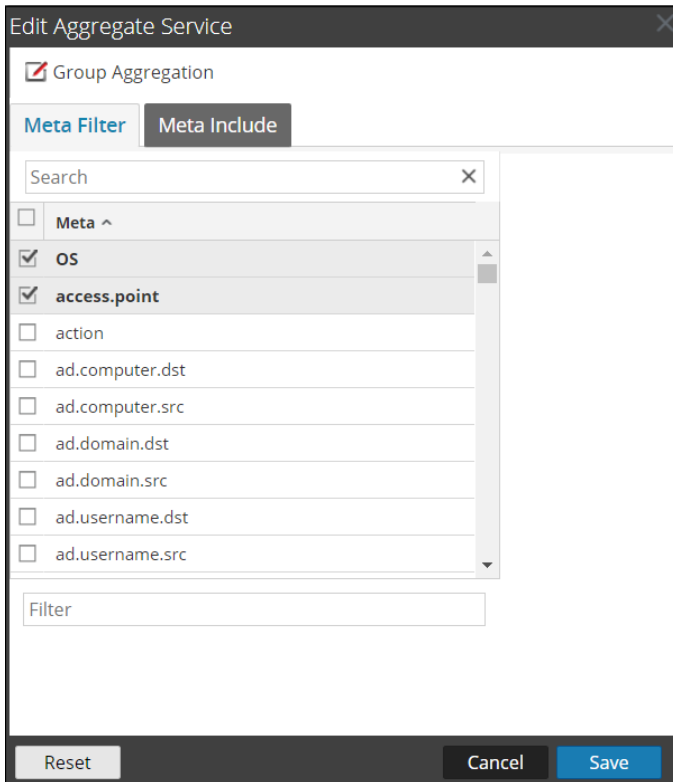 Edit Aggregate Service
Group Aggregation
Meta Filter Meta Include
Search
Meta
OS
access.point
action
ad.computer.dst
ad.computer.src
ad.domain.dst
ad.domain.src
ad.username.dst
ad.username.src
Filter
Reset Cancel Save